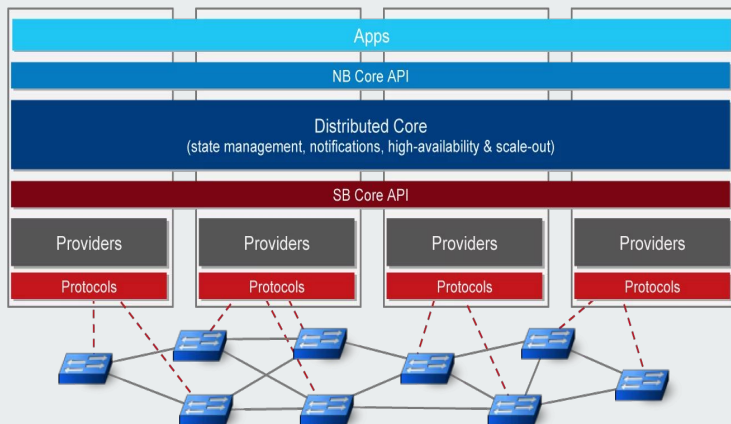 Apps
NB Core API
Distributed Core
(state management, notifications, high-availability & scale-out)
SB Core API
Providers
Providers
Providers
Providers
Protocols
Protocols
Protocols
Protocols